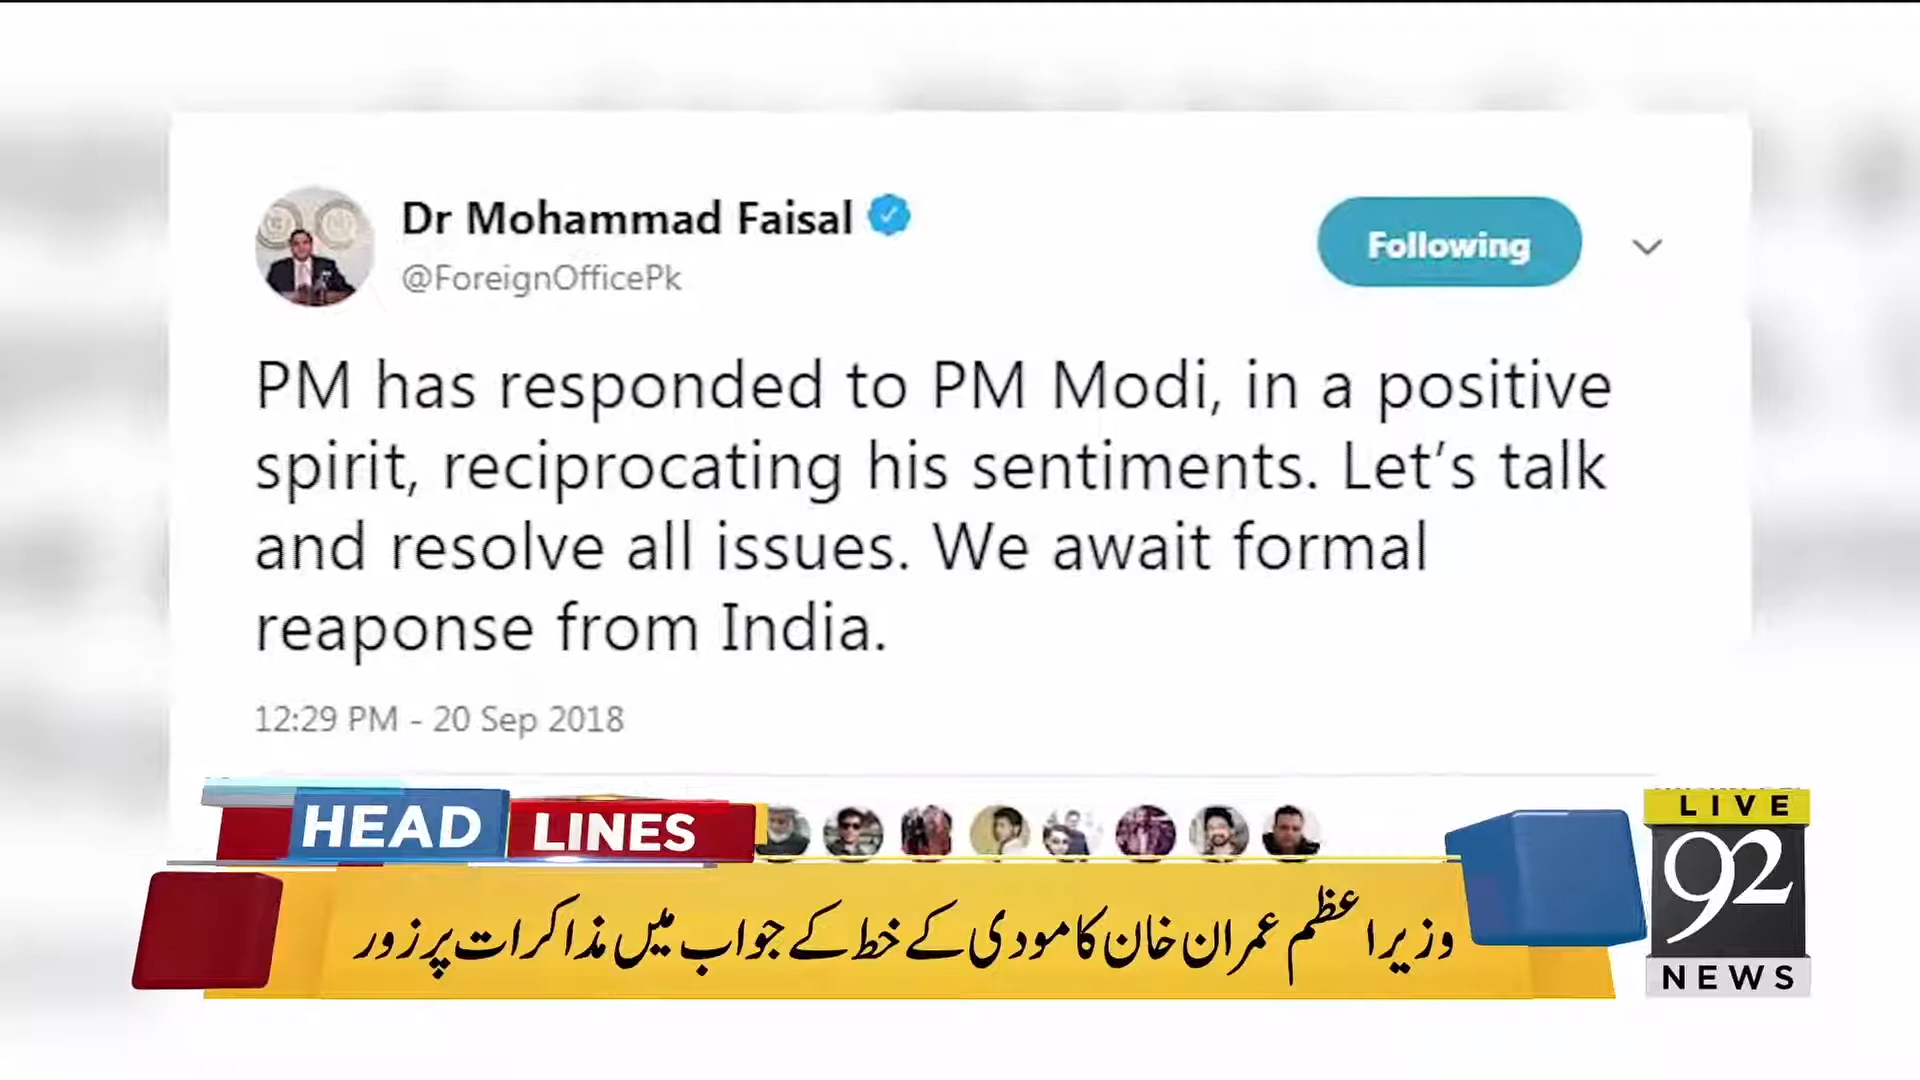 Dr Mohammad Faisal
@ForeignOfficePk
Following
PM has responded to PM Modi, in a positive
spirit, reciprocating his sentiments. Let's talk
and resolve all issues. We await formal
reaponse from India.
12:29 PM - 20 Sep 2018
HEAD LINES
وزیراعظم عمران خان کا مودی کے خط کے جواب میں مذاکرات پر زور
LIVE
92
NEWS